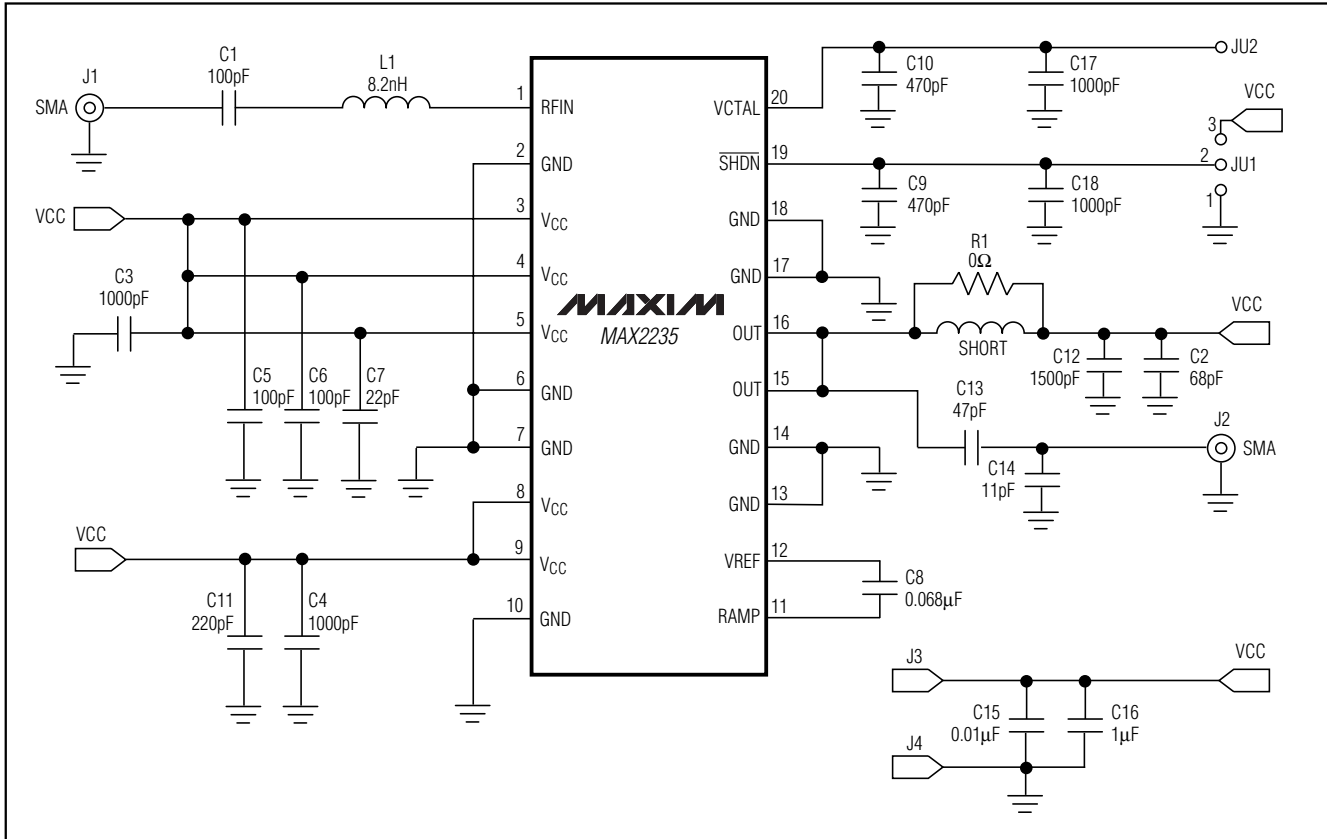 J1
SMA
C1
100pF
L1
8.2nH
1
RFIN
2
GND
VCC
3
VCC
4
VCC
C3
1000pF
5
VCC
C5
100pF
C6
100pF
C7
22pF
6
GND
7
GND
8
VCC
VCC
9
VCC
C11
220pF
C4
1000pF
10
GND
MAXIM
MAX2235
20
VCTAL
C10
470pF
C17
1000pF
JU2
VCC
3
19
SHDN
C9
470pF
C18
1000pF
2
JU1
1
18
GND
17
GND
R1
0Ω
16
OUT
SHORT
VCC
C12
1500pF
C2
68pF
15
OUT
C13
47pF
J2
SMA
14
GND
C14
11pF
13
GND
12
VREF
C8
0.068µF
11
RAMP
J3
VCC
C15
0.01µF
C16
1µF
J4